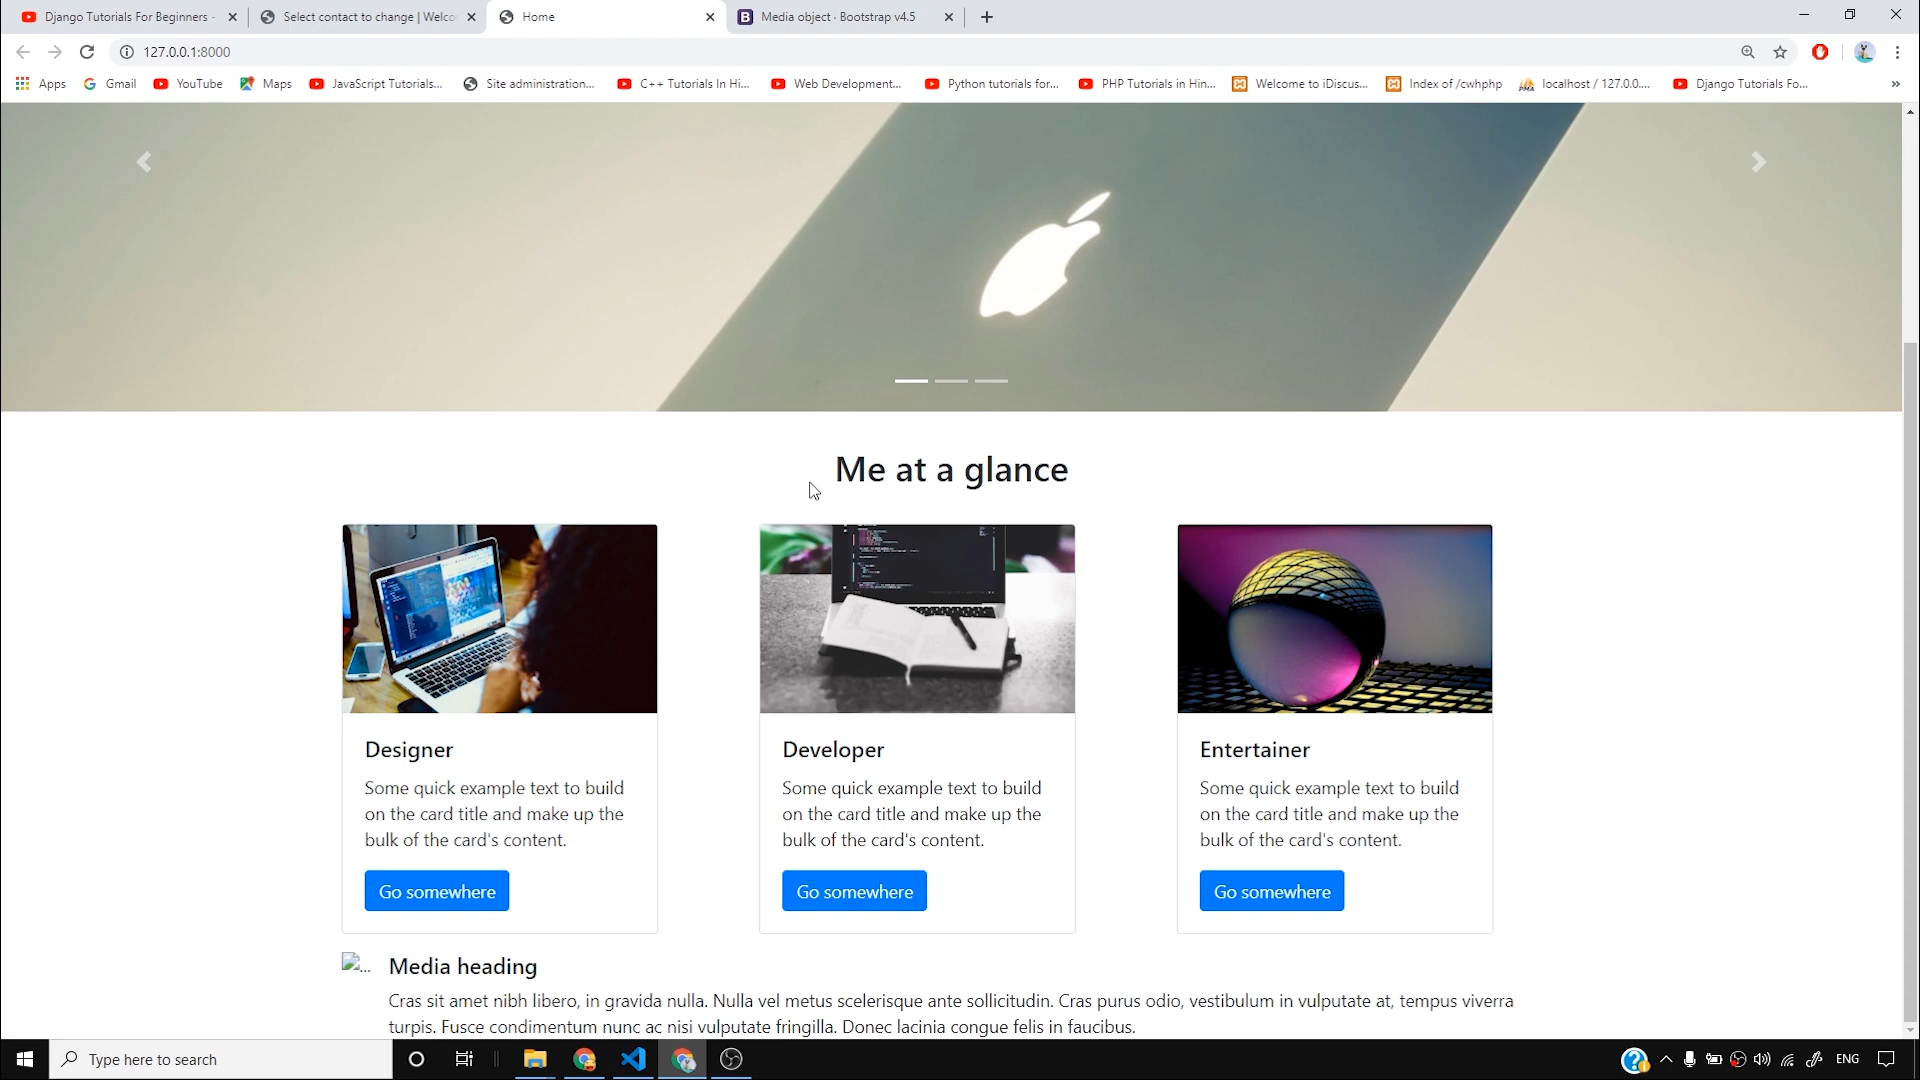 Django Tutorials For Beginners -
Select contact to change | Welco
Home
Media object · Bootstrap v4.5
127.0.0.1:8000
Apps
Gmail
YouTube
Maps
JavaScript Tutorials...
Site administration...
C++ Tutorials In Hi...
Web Development...
Python tutorials for...
PHP Tutorials in Hin...
Welcome to iDiscus...
Index of /cwhphp
localhost / 127.0.0....
Django Tutorials Fo...
»
Me at a glance
Designer
Some quick example text to build
on the card title and make up the
bulk of the card's content.
Go somewhere
Developer
Some quick example text to build
on the card title and make up the
bulk of the card's content.
Go somewhere
Entertainer
Some quick example text to build
on the card title and make up the
bulk of the card's content.
Go somewhere
...
Media heading
Cras sit amet nibh libero, in gravida nulla. Nulla vel metus scelerisque ante sollicitudin. Cras purus odio, vestibulum in vulputate at, tempus viverra
turpis. Fusce condimentum nunc ac nisi vulputate fringilla. Donec lacinia congue felis in faucibus.
Type here to search
ENG